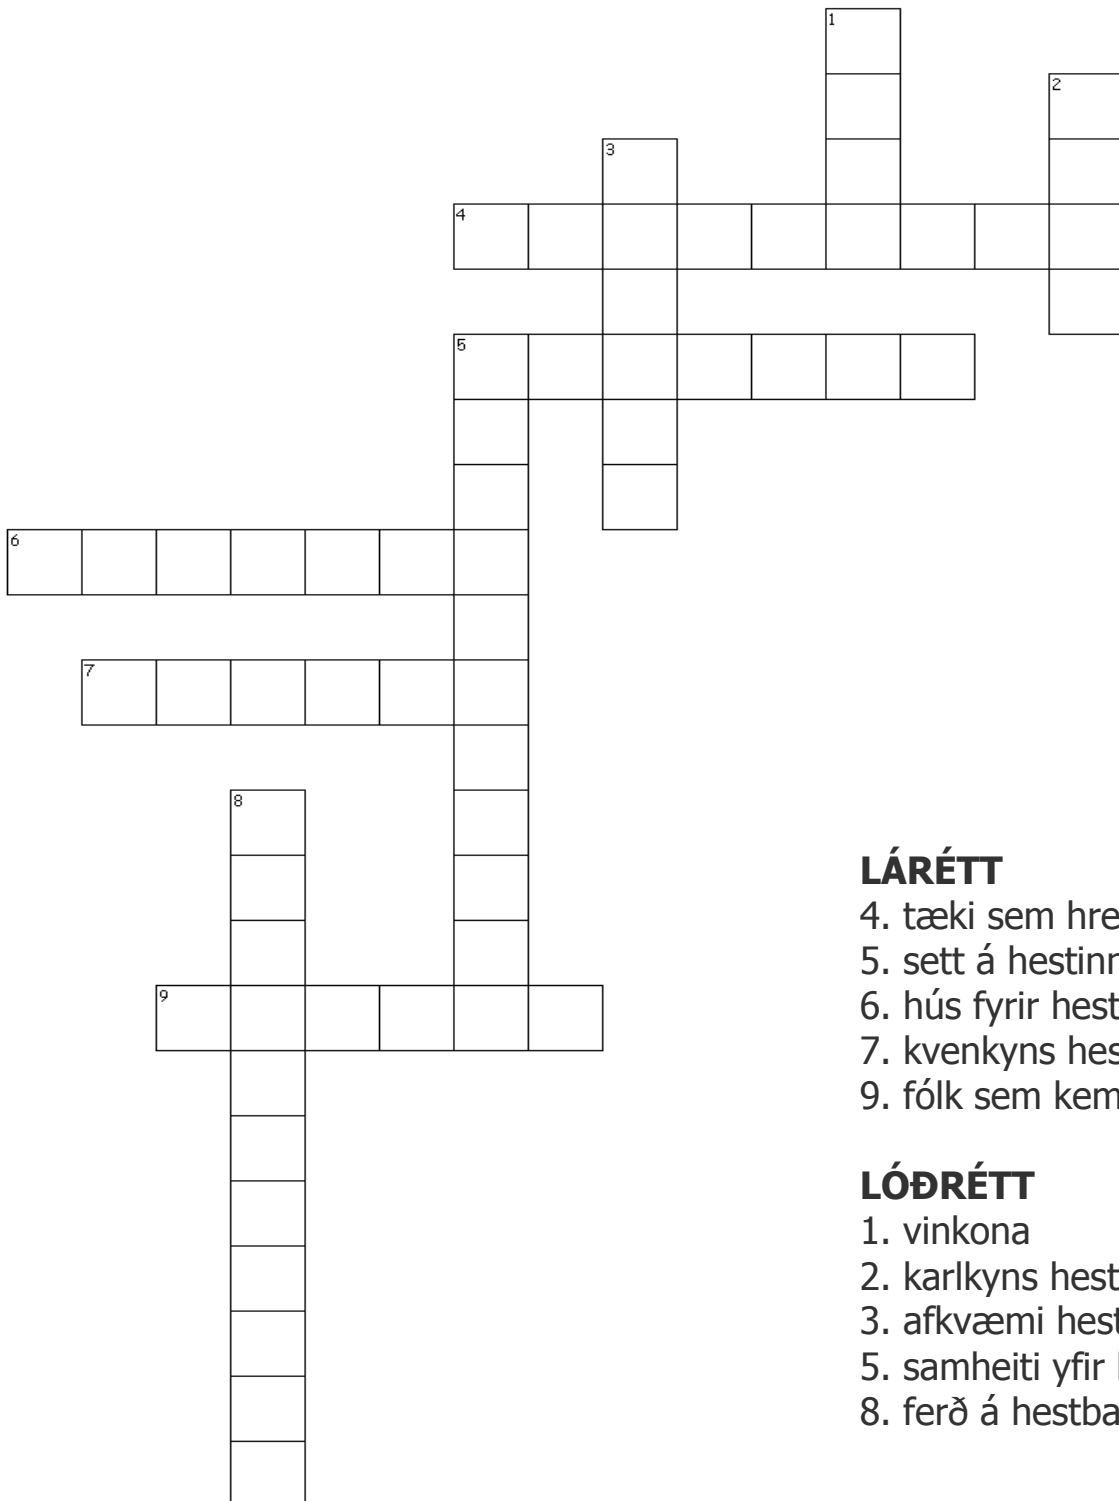 1
2
3
4
5
6
7
8
9
LÁRÉTT
4. tæki sem hre
5. sett á hestinn
6. hús fyrir hest
7. kvenkyns hes
9. fólk sem kem
LÓÐRÉTT
1. vinkona
2. karlkyns hest
3. afkvæmi hest
5. samheiti yfir
8. ferð á hestba